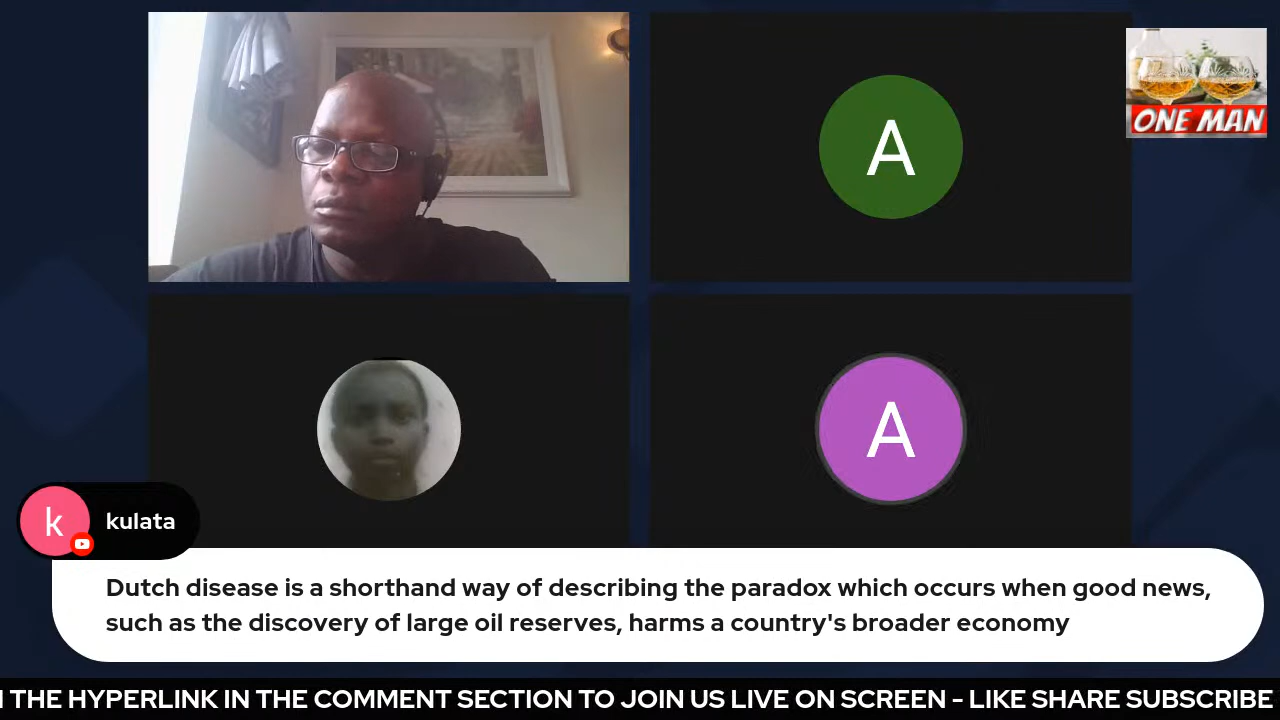 A
ONE MAN
A
k
kulata
Dutch disease is a shorthand way of describing the paradox which occurs when good news,
such as the discovery of large oil reserves, harms a country's broader economy
THE HYPERLINK IN THE COMMENT SECTION TO JOIN US LIVE ON SCREEN - LIKE SHARE SUBSCRIBE